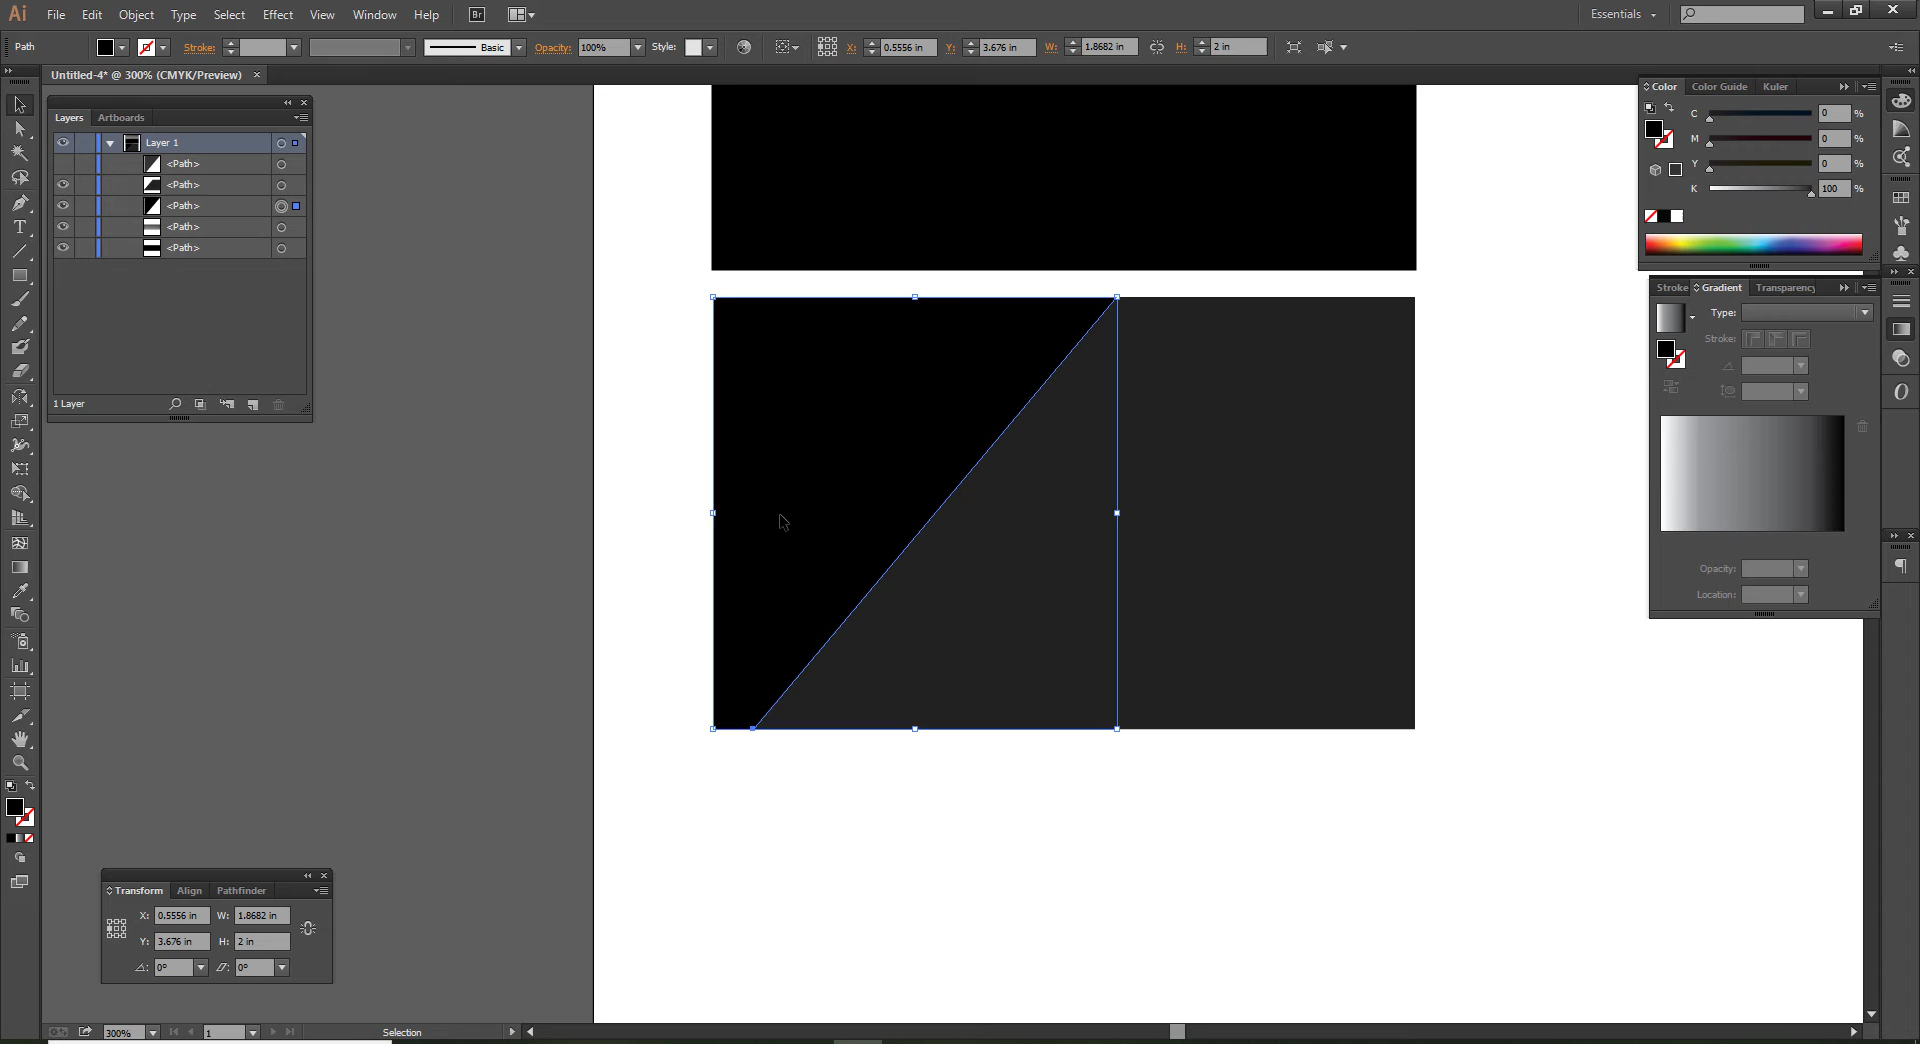 Ai File Edit Object Type Select Effect View Window Help Br Essentials
Path Stroke: Basic Opacity: 100% Style: X: 0.5556 in Y: 3.676 in W: 1.8682 in H: 2 in
Untitled-4* @ 300% (CMYK/Preview)
Layers Artboards
Layer 1
<Path>
<Path>
<Path>
<Path>
<Path>
1 Layer
Color Color Guide Kuler
C 0 %
M 0 %
Y 0 %
K 100 %
Stroke Gradient Transparency
Type:
Stroke:
Opacity:
Location:
Transform Align Pathfinder
X: 0.5556 in W: 1.8682 in
Y: 3.676 in H: 2 in
0° 0°
300% 1 Selection